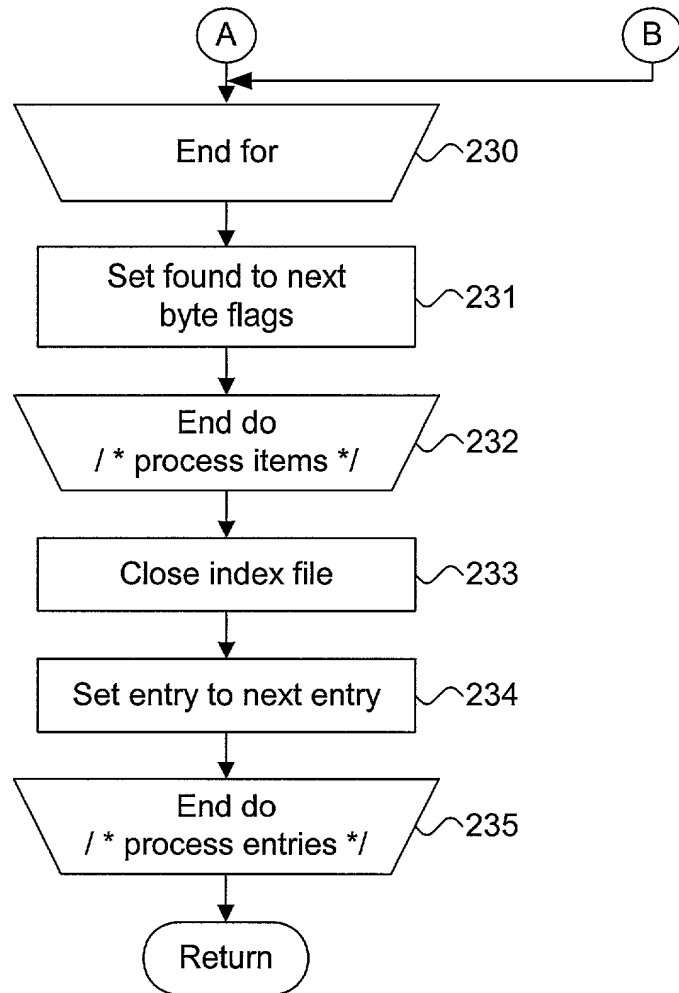 A
B
End for
230
Set found to next
byte flags
231
End do
/ * process items */
232
Close index file
233
Set entry to next entry
234
End do
/ * process entries */
235
Return